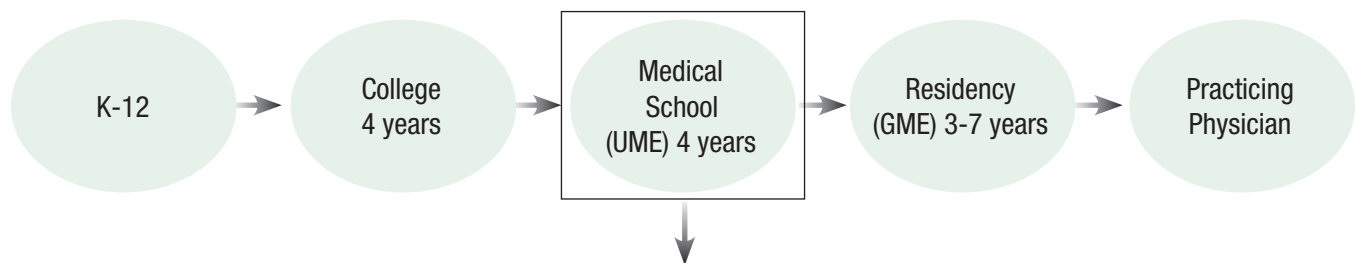 K-12
College
4 years
Medical
School
(UME) 4 years
Residency
(GME) 3-7 years
Practicing
Physician